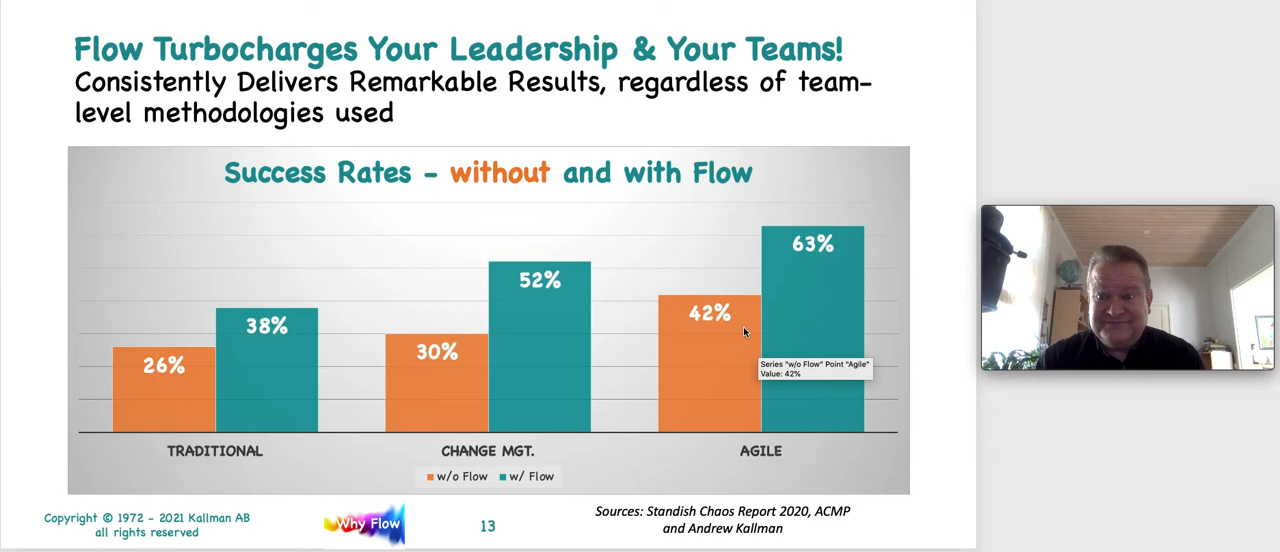 Flow Turbocharges Your Leadership & Your Teams!
Consistently Delivers Remarkable Results, regardless of team-
level methodologies used
Success Rates - without and with Flow
26%
38%
30%
52%
42%
63%
Series "w/o Flow" Point "Agile"
Value: 42%
TRADITIONAL
CHANGE MGT.
AGILE
w/o Flow
w/ Flow
Copyright © 1972 - 2021 Kallman AB
all rights reserved
Why Flow
13
Sources: Standish Chaos Report 2020, ACMP
and Andrew Kallman